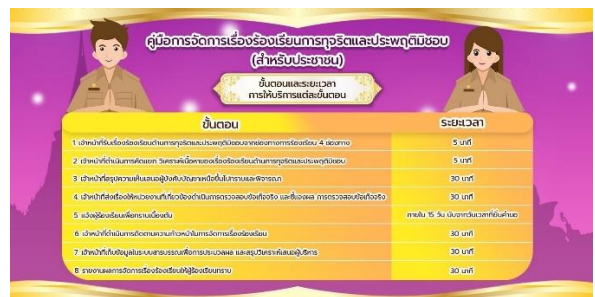 คู่มือการจัดการเรื่องร้องเรียนการทุจริตและประพฤติมิชอบ
(สำหรับประชาชน)
ขั้นตอนและระยะเวลา
การให้บริการแต่ละขั้นตอน
ขั้นตอน ระยะเวลา
1. เจ้าหน้าที่รับเรื่องร้องเรียนด้านการทุจริตและประพฤติมิชอบจากช่องทางการร้องเรียน 4 ช่องทาง 5 นาที
2. เจ้าหน้าที่ดำเนินการคัดแยก วิเคราะห์เนื้อหาของเรื่องร้องเรียนด้านการทุจริตและประพฤติมิชอบ 5 นาที
3. เจ้าหน้าที่สรุปความเห็นเสนอผู้บังคับบัญชาเหนือขึ้นไปทราบและพิจารณา 30 นาที
4. เจ้าหน้าที่ส่งเรื่องให้หน่วยงานที่เกี่ยวข้องดำเนินการตรวจสอบข้อเท็จจริง และชี้แจงผล การตรวจสอบข้อเท็จจริง 30 นาที
5. แจ้งผู้ร้องเรียนเพื่อทราบเบื้องต้น ภายใน 15 วัน นับจากวันเวลาที่ยื่นคำขอ
6. เจ้าหน้าที่ดำเนินการติดตามความก้าวหน้าในการจัดการเรื่องร้องเรียน 30 นาที
7. เจ้าหน้าที่เก็บข้อมูลในระบบสารบรรณเพื่อการประมวลผล และสรุปวิเคราะห์เสนอผู้บริหาร 30 นาที
8. รายงานผลการจัดการเรื่องร้องเรียนให้ผู้ร้องเรียนทราบ 30 นาที